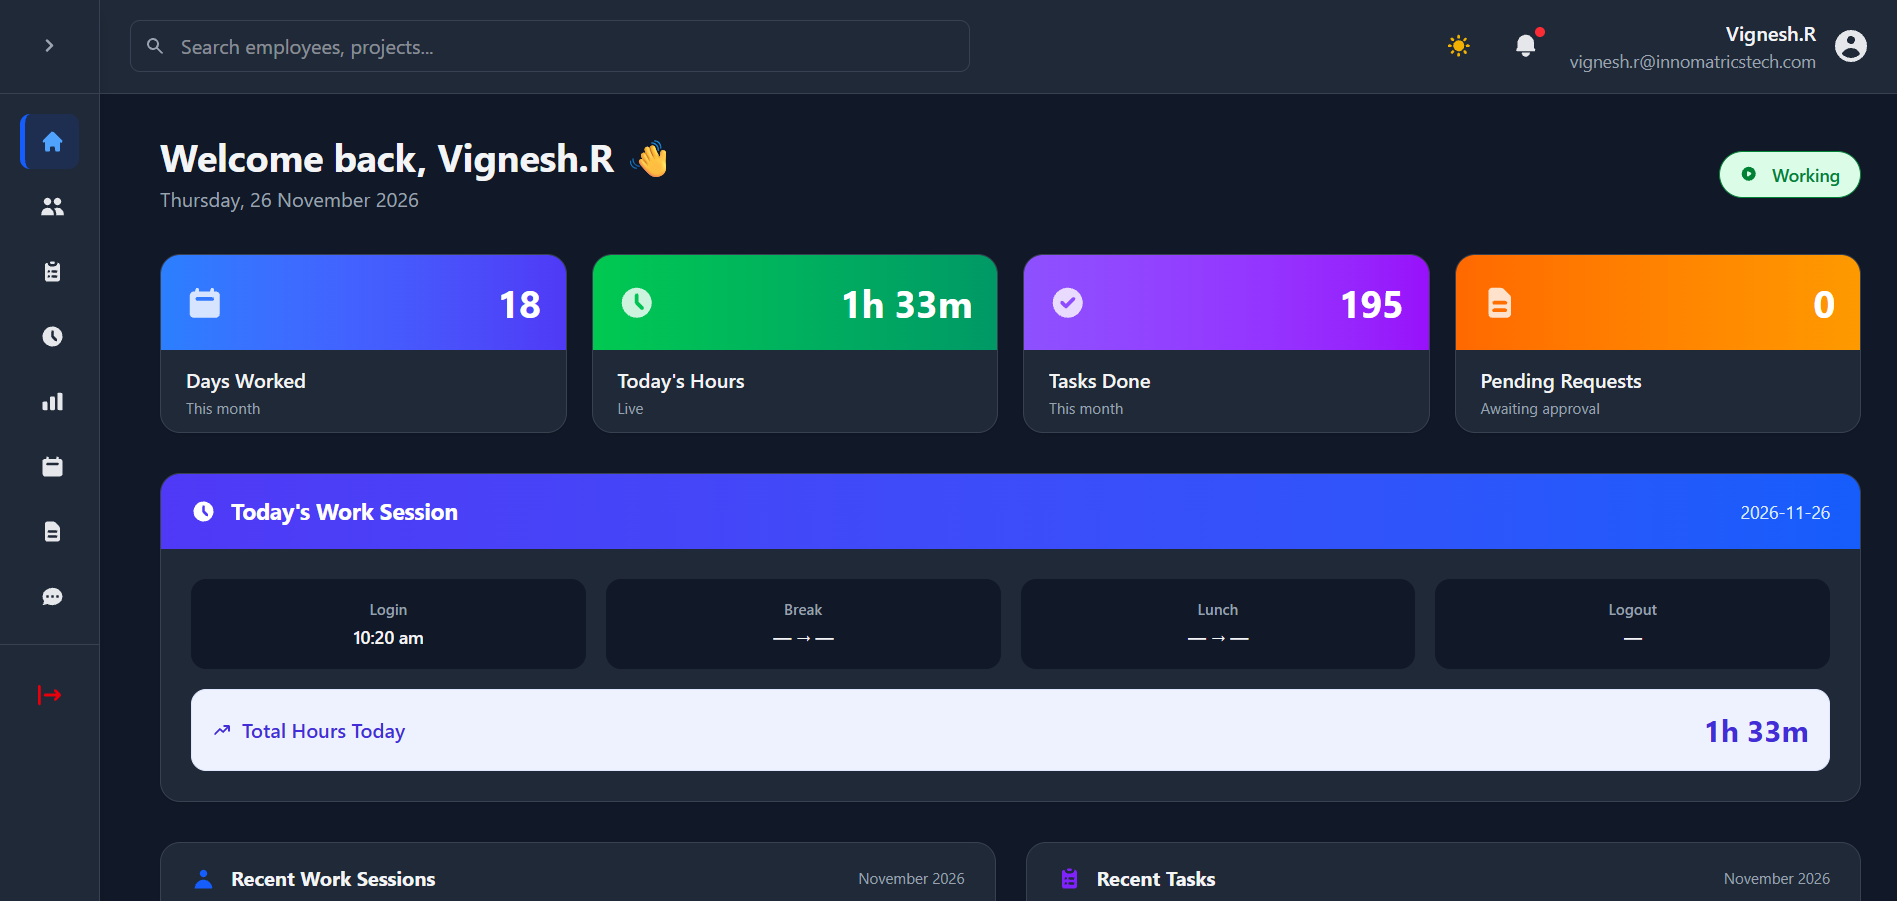 Search employees, projects...
Vignesh.R
vignesh.r@innomatricstech.com
Welcome back, Vignesh.R 👋
Thursday, 26 November 2026
Working
18
Days Worked
This month
1h 33m
Today's Hours
Live
195
Tasks Done
This month
0
Pending Requests
Awaiting approval
Today's Work Session
2026-11-26
Login
10:20 am
Break
— → —
Lunch
— → —
Logout
—
Total Hours Today
1h 33m
Recent Work Sessions
November 2026
Recent Tasks
November 2026